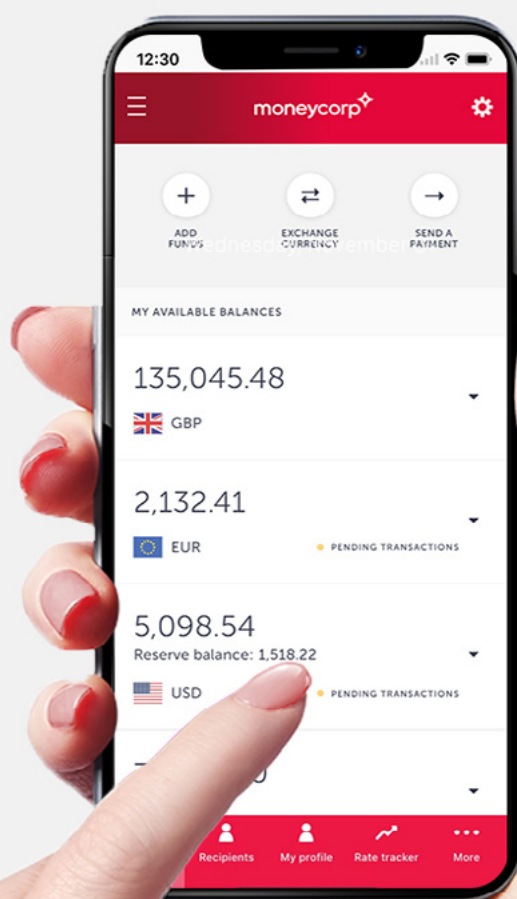 12:30
moneycorp
ADD FUNDS
EXCHANGE CURRENCY
SEND A PAYMENT
Wednesday, November
MY AVAILABLE BALANCES
135,045.48
GBP
2,132.41
EUR
PENDING TRANSACTIONS
5,098.54
Reserve balance: 1,518.22
USD
PENDING TRANSACTIONS
Recipients
My profile
Rate tracker
More